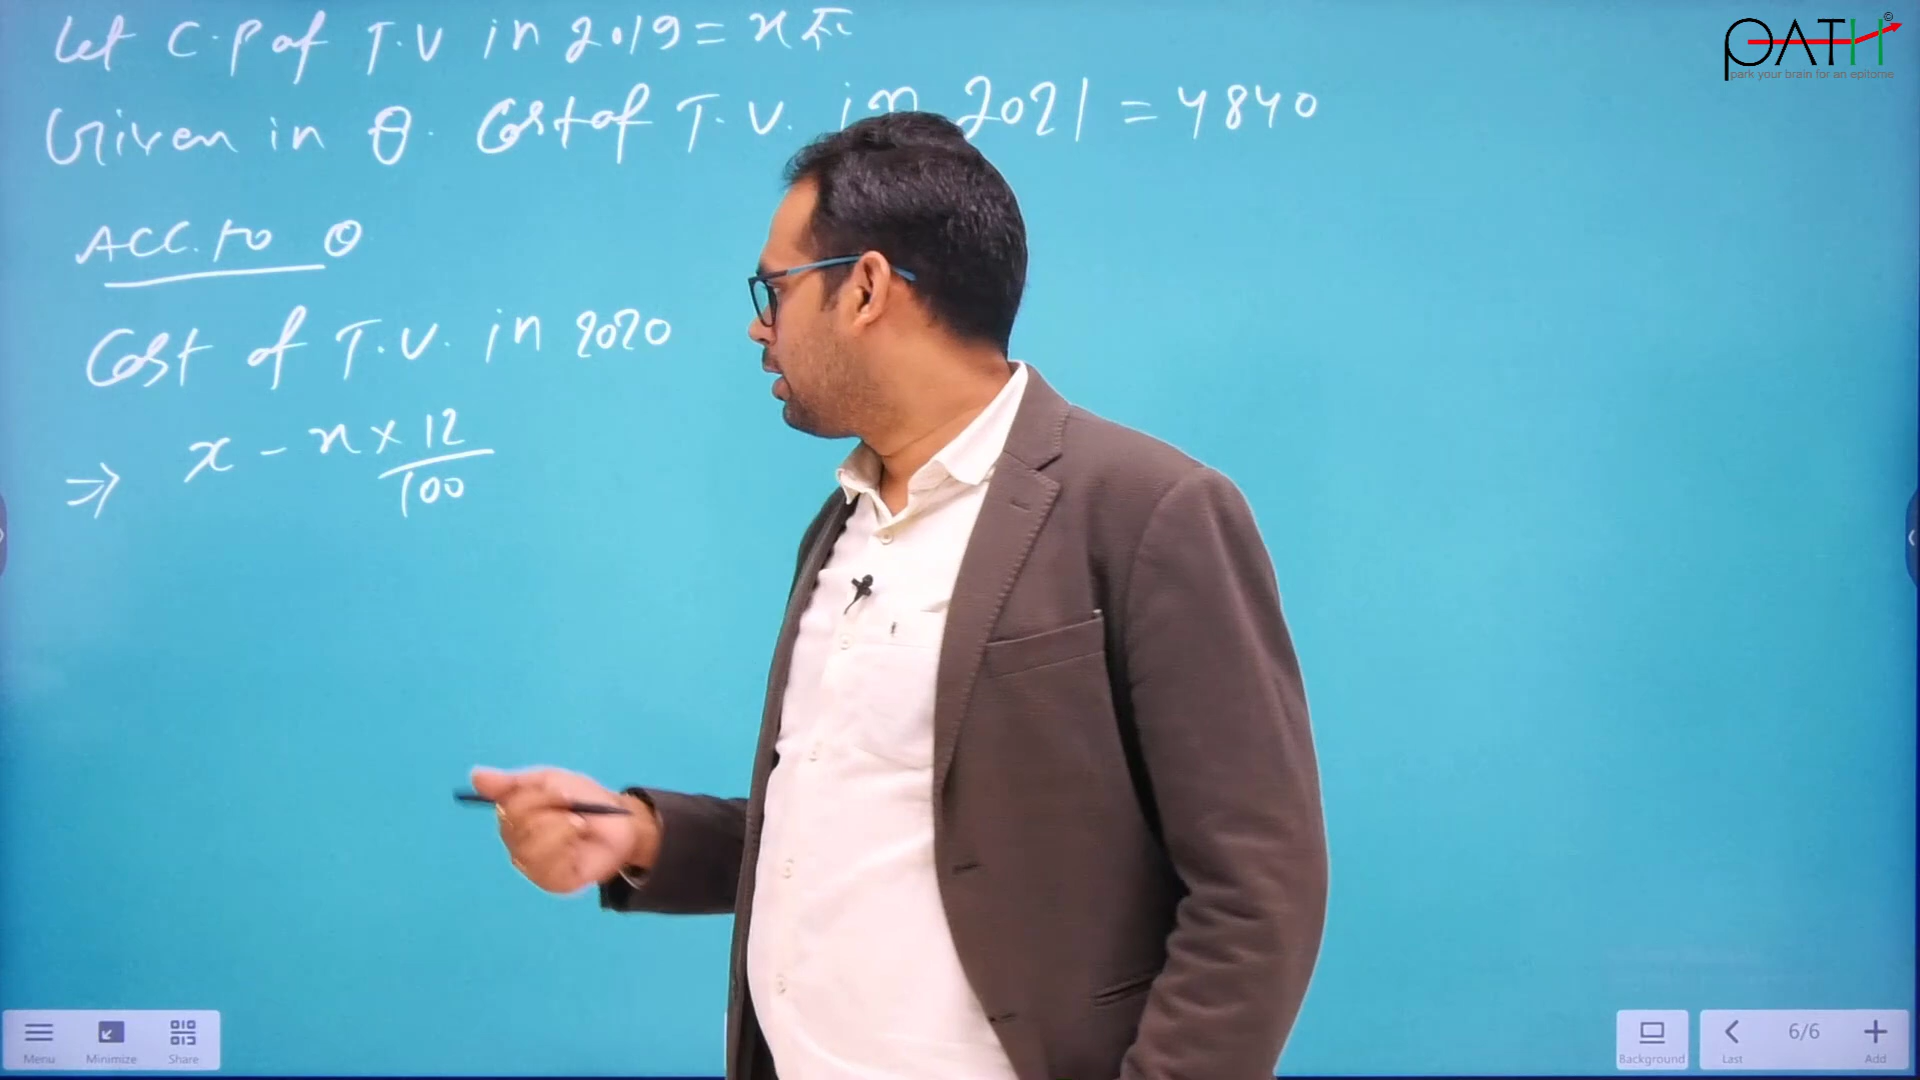 Let C.P of T.V in 2019 = x रु
Given in Q. Cost of T.V. in 2021 = 4840
ACC. to Q
Cost of T.V. in 2020
⇒ x - x × 12/100
PATH
park your brain for an epitome
©
Menu
Minimize
Share
Background
Last
6/6
Add